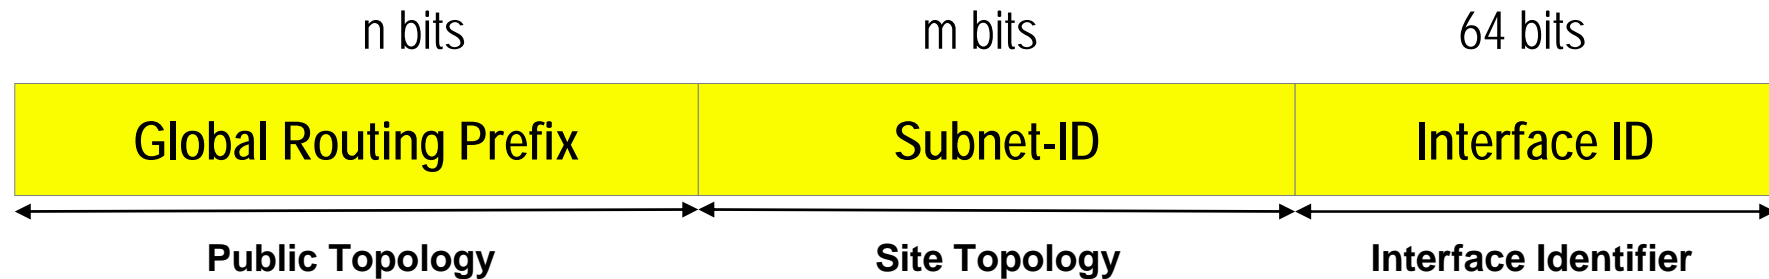 n bits m bits 64 bits
Global Routing Prefix Subnet-ID Interface ID
Public Topology Site Topology Interface Identifier